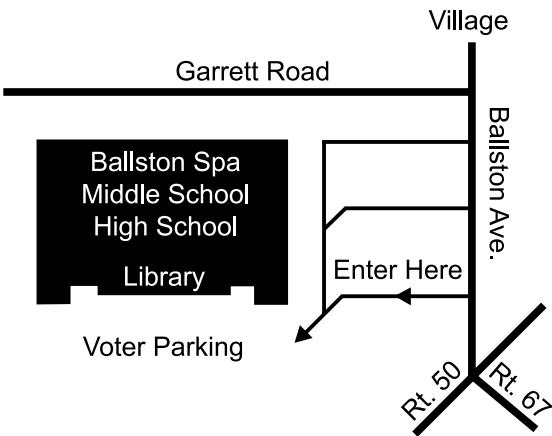 Village
Garrett Road
Ballston Ave.
Ballston Spa
Middle School
High School
Library
Enter Here
Voter Parking
Rt. 50
Rt. 67